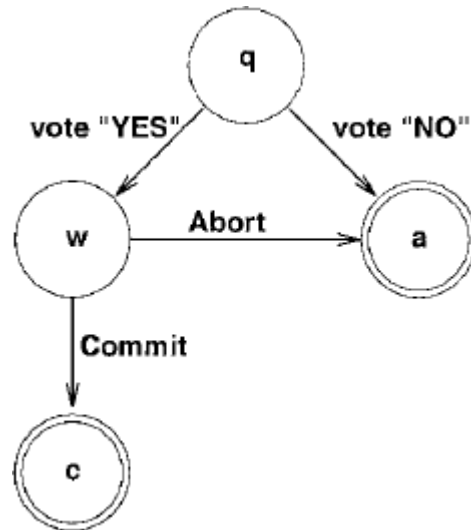 q
vote "YES"
vote "NO"
w
Abort
a
Commit
c